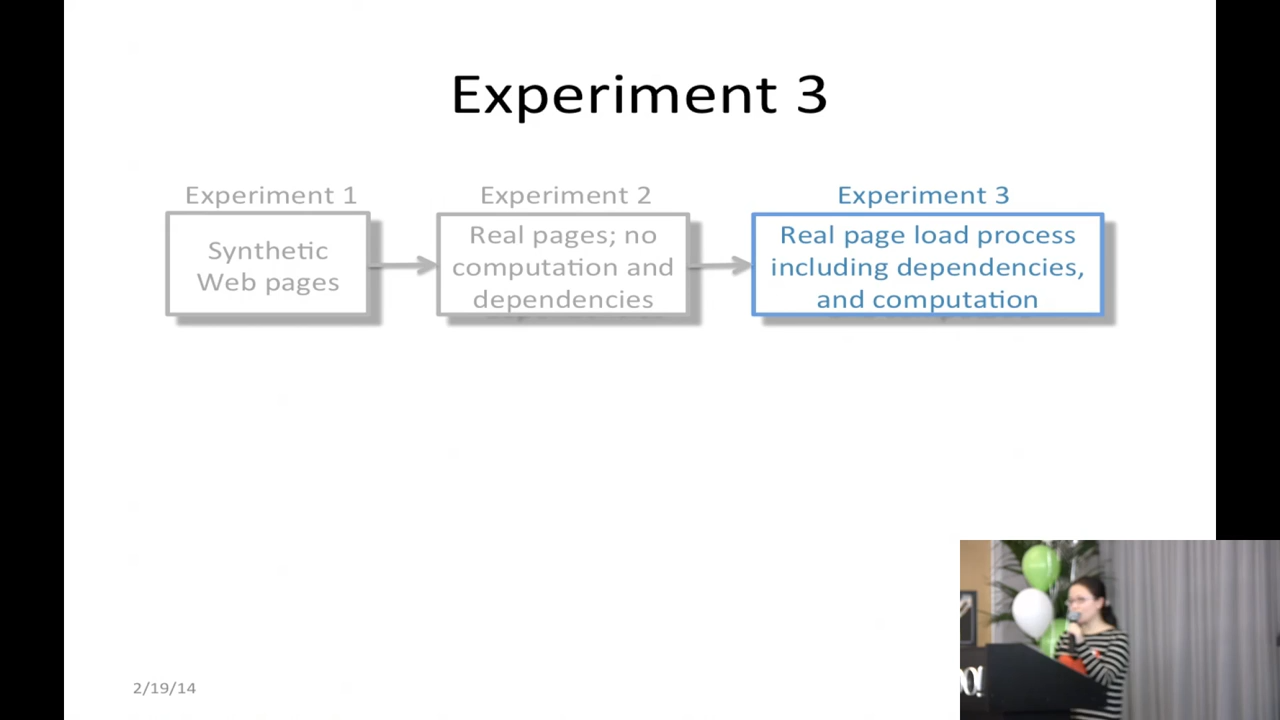 Experiment 3
Experiment 1
Synthetic
Web pages
Experiment 2
Real pages; no
computation and
dependencies
Experiment 3
Real page load process
including dependencies,
and computation
2/19/14
OO!